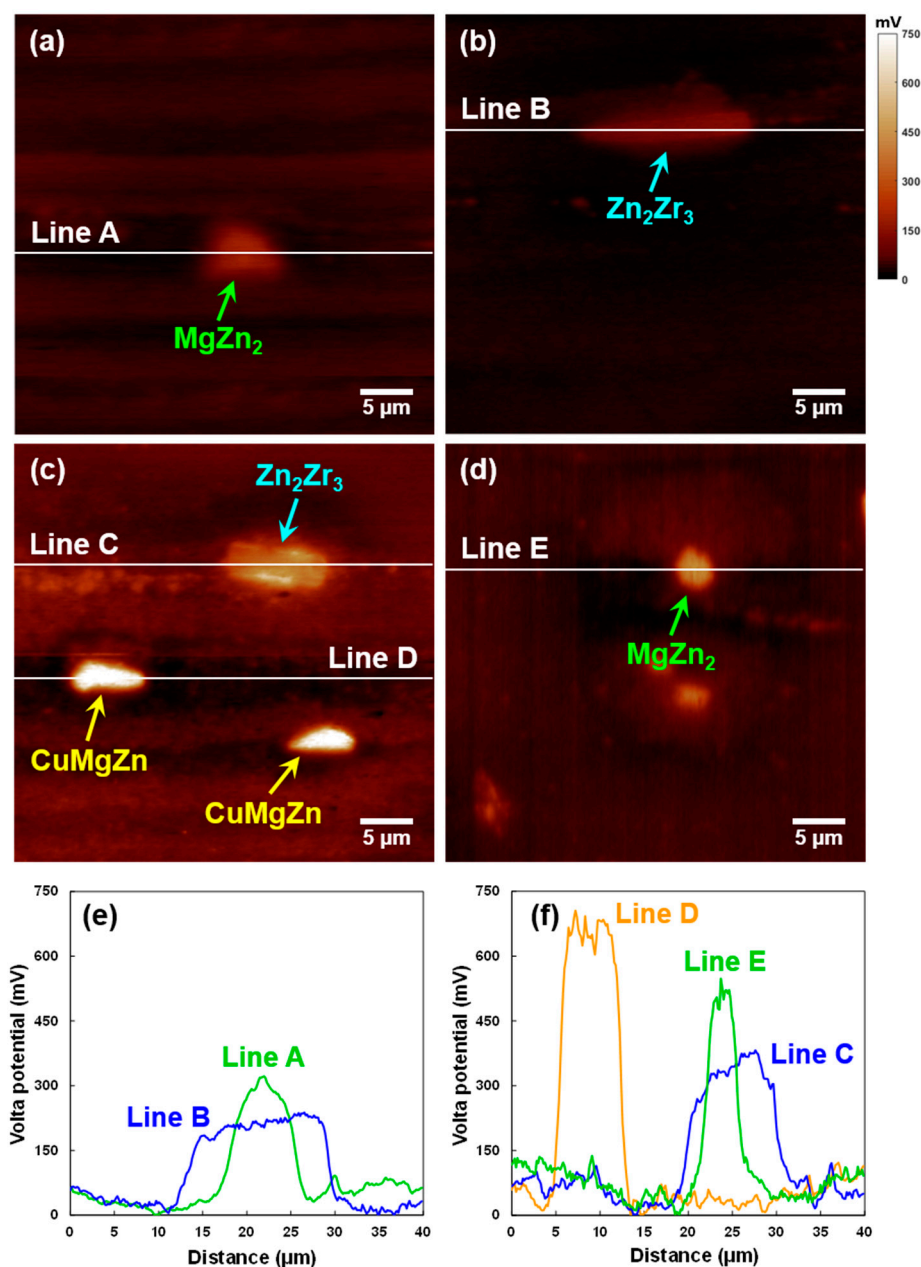 (a)
Line A
MgZn₂
5 µm
(b)
Line B
Zn₂Zr₃
5 µm
mV
750
600
450
300
150
0
(c)
Zn₂Zr₃
Line C
Line D
CuMgZn
CuMgZn
5 µm
(d)
Line E
MgZn₂
5 µm
(e)
Volta potential (mV)
750
600
450
300
150
0
Line A
Line B
0 5 10 15 20 25 30 35 40
Distance (µm)
(f)
Volta potential (mV)
750
600
450
300
150
0
Line D
Line E
Line C
0 5 10 15 20 25 30 35 40
Distance (µm)